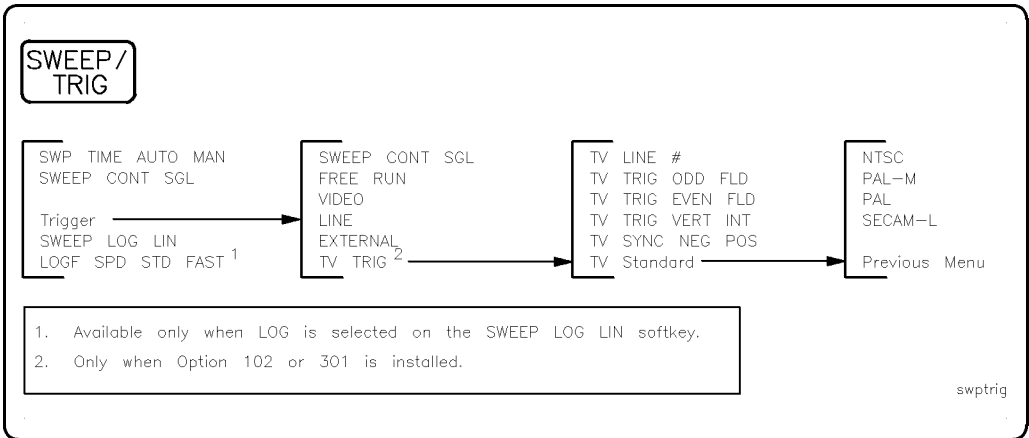 SWEEP/
TRIG
SWP TIME AUTO MAN
SWEEP CONT SGL
Trigger
SWEEP LOG LIN
LOGF SPD STD FAST 1
SWEEP CONT SGL
FREE RUN
VIDEO
LINE
EXTERNAL
TV TRIG 2
TV LINE #
TV TRIG ODD FLD
TV TRIG EVEN FLD
TV TRIG VERT INT
TV SYNC NEG POS
TV Standard
NTSC
PAL-M
PAL
SECAM-L
Previous Menu
1. Available only when LOG is selected on the SWEEP LOG LIN softkey.
2. Only when Option 102 or 301 is installed.
swptrig